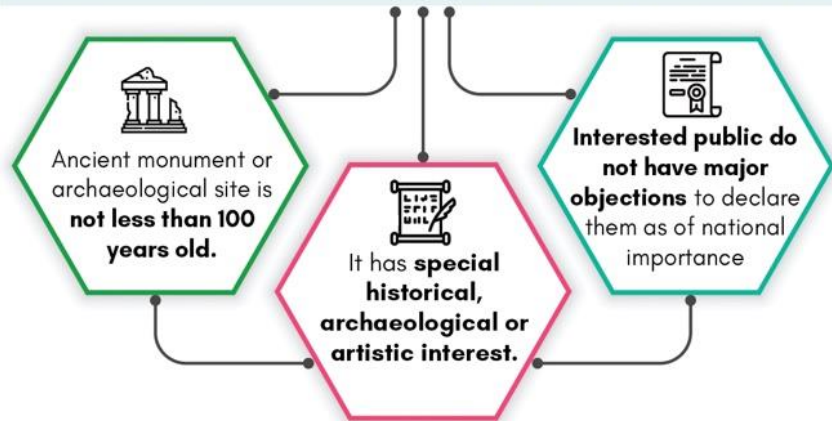 Ancient monument or
archaeological site is
not less than 100
years old.
It has special
historical,
archaeological or
artistic interest.
Interested public do
not have major
objections to declare
them as of national
importance